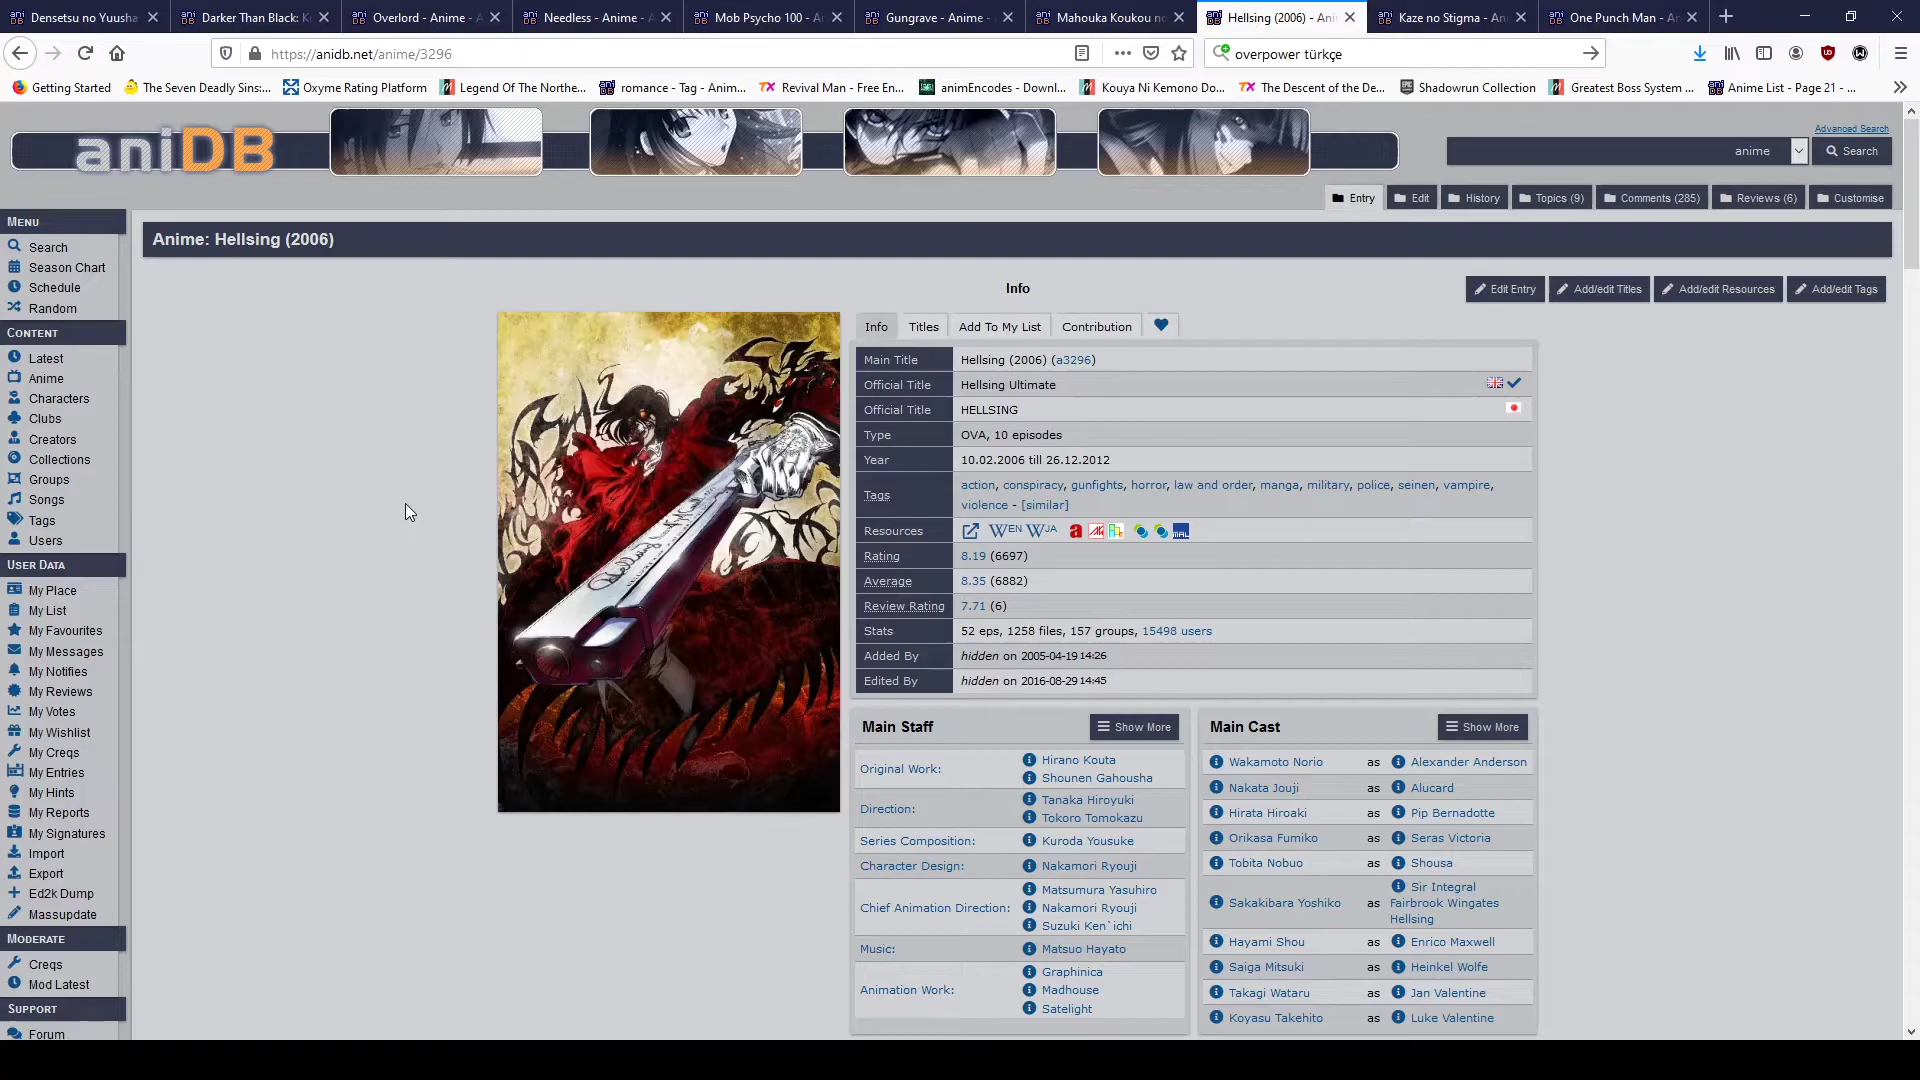 Densetsu no Yuusha
Darker Than Black:
Overlord - Anime -
Needless - Anime -
Mob Psycho 100 - A
Gungrave - Anime -
Mahouka Koukou no
Hellsing (2006) - Ani
Kaze no Stigma - An
One Punch Man - A
https://anidb.net/anime/3296
overpower türkçe
Getting Started
The Seven Deadly Sins:...
Oxyme Rating Platform
Legend Of The Northe...
romance - Tag - Anim...
Revival Man - Free En...
animEncodes - Downl...
Kouya Ni Kemono Do...
The Descent of the De...
Shadowrun Collection
Greatest Boss System ...
Anime List - Page 21 - ...
aniDB
Advanced Search
anime
Search
Entry
Edit
History
Topics (9)
Comments (285)
Reviews (6)
Customise
MENU
Search
Season Chart
Schedule
Random
CONTENT
Latest
Anime
Characters
Clubs
Creators
Collections
Groups
Songs
Tags
Users
USER DATA
My Place
My List
My Favourites
My Messages
My Notifies
My Reviews
My Votes
My Wishlist
My Creqs
My Entries
My Hints
My Reports
My Signatures
Import
Export
Ed2k Dump
Massupdate
MODERATE
Creqs
Mod Latest
SUPPORT
Forum
Anime: Hellsing (2006)
Info
Edit Entry
Add/edit Titles
Add/edit Resources
Add/edit Tags
Info
Titles
Add To My List
Contribution
Main Title Hellsing (2006) (a3296)
Official Title Hellsing Ultimate
Official Title HELLSING
Type OVA, 10 episodes
Year 10.02.2006 till 26.12.2012
Tags action, conspiracy, gunfights, horror, law and order, manga, military, police, seinen, vampire,
violence - [similar]
Resources WEN WJA MAL
Rating 8.19 (6697)
Average 8.35 (6882)
Review Rating 7.71 (6)
Stats 52 eps, 1258 files, 157 groups, 15498 users
Added By hidden on 2005-04-19 14:26
Edited By hidden on 2016-08-29 14:45
Main Staff
Show More
Original Work: Hirano Kouta
Shounen Gahousha
Direction: Tanaka Hiroyuki
Tokoro Tomokazu
Series Composition: Kuroda Yousuke
Character Design: Nakamori Ryouji
Chief Animation Direction: Matsumura Yasuhiro
Nakamori Ryouji
Suzuki Ken`ichi
Music: Matsuo Hayato
Animation Work: Graphinica
Madhouse
Satelight
Main Cast
Show More
Wakamoto Norio as Alexander Anderson
Nakata Jouji as Alucard
Hirata Hiroaki as Pip Bernadotte
Orikasa Fumiko as Seras Victoria
Tobita Nobuo as Shousa
Sakakibara Yoshiko as Sir Integral
Fairbrook Wingates
Hellsing
Hayami Shou as Enrico Maxwell
Saiga Mitsuki as Heinkel Wolfe
Takagi Wataru as Jan Valentine
Koyasu Takehito as Luke Valentine